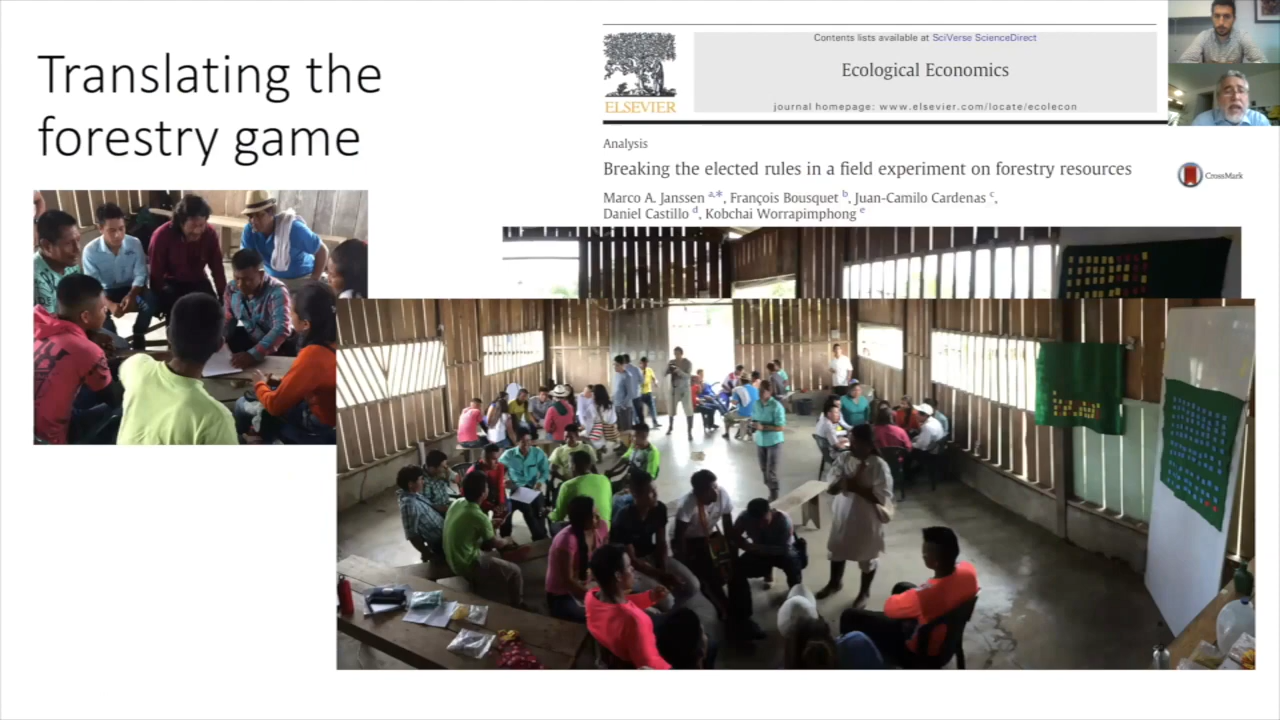 Translating the
forestry game
Contents lists available at SciVerse ScienceDirect
Ecological Economics
ELSEVIER
journal homepage: www.elsevier.com/locate/ecolecon
Analysis
Breaking the elected rules in a field experiment on forestry resources
CrossMark
Marco A. Janssen a,*, François Bousquet b, Juan-Camilo Cardenas c,
Daniel Castillo d, Kobchai Worrapimphong e